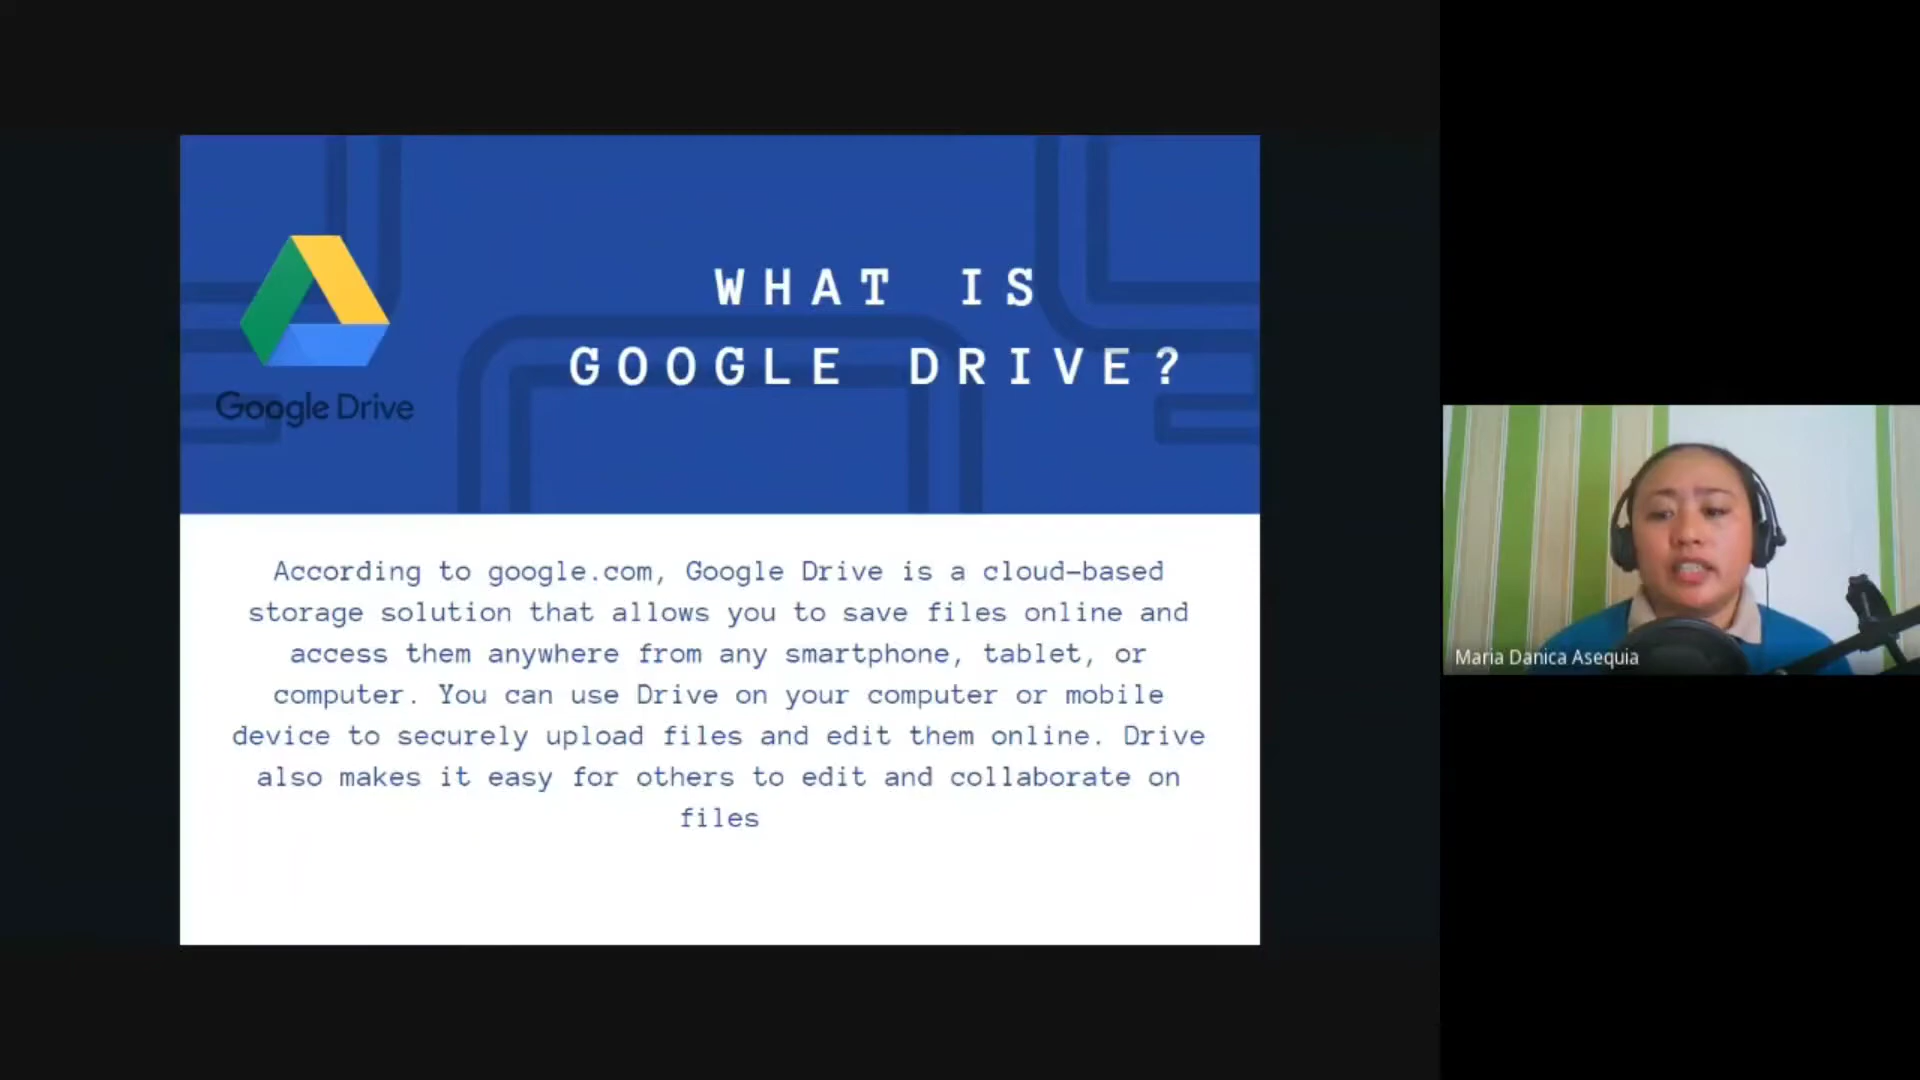 WHAT IS
GOOGLE DRIVE?
Google Drive
According to google.com, Google Drive is a cloud-based
storage solution that allows you to save files online and
access them anywhere from any smartphone, tablet, or
computer. You can use Drive on your computer or mobile
device to securely upload files and edit them online. Drive
also makes it easy for others to edit and collaborate on
files
Maria Danica Asequia